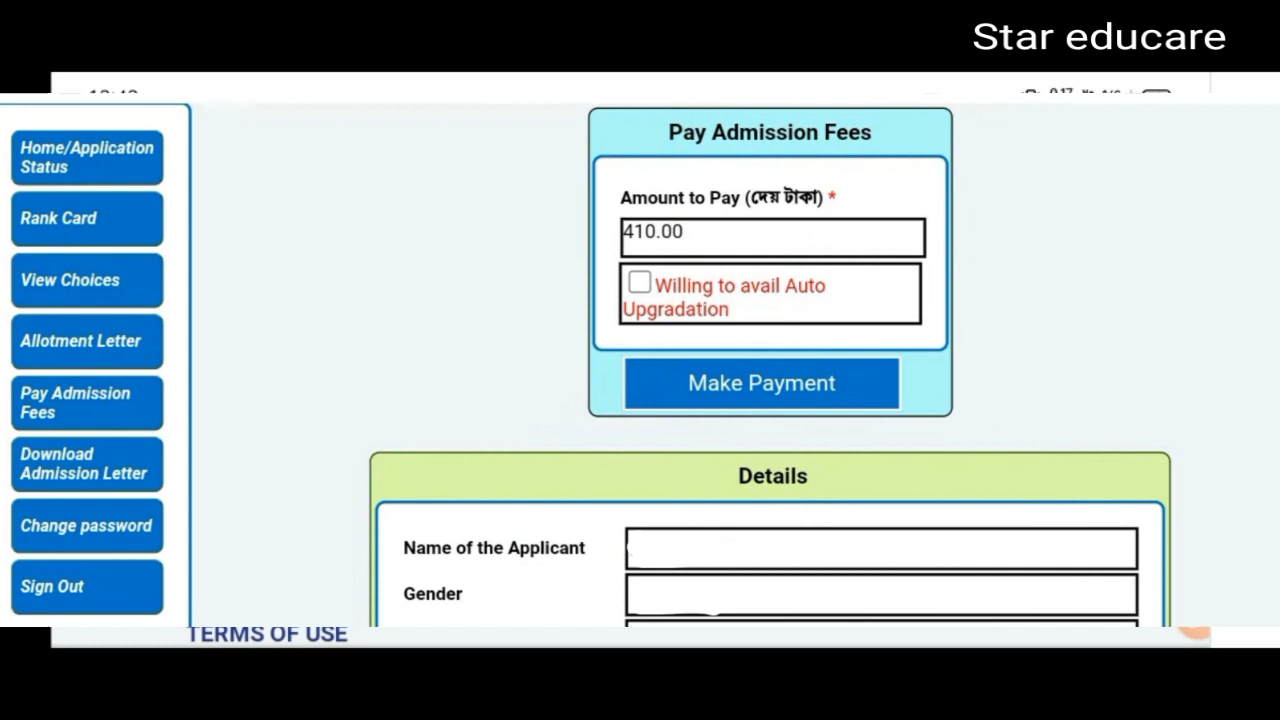 Star educare
Home/Application
Status
Rank Card
View Choices
Allotment Letter
Pay Admission
Fees
Download
Admission Letter
Change password
Sign Out
Pay Admission Fees
Amount to Pay (দেয় টাকা) *
410.00
Willing to avail Auto
Upgradation
Make Payment
Details
Name of the Applicant
Gender
TERMS OF USE